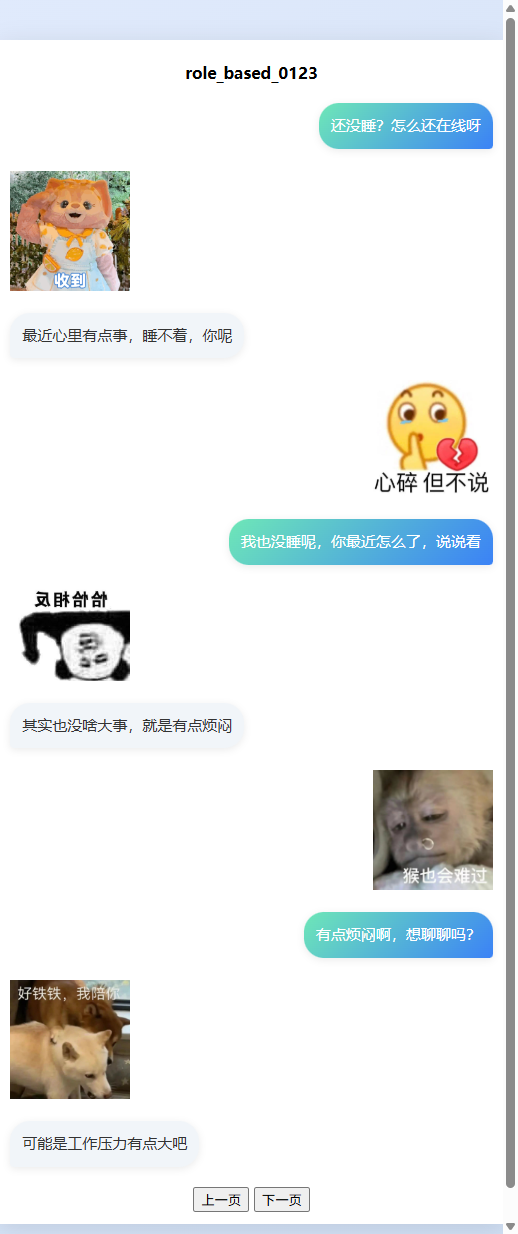 role_based_0123
还没睡？怎么还在线呀
收到
最近心里有点事，睡不着，你呢
心碎 但不说
我也没睡呢，你最近怎么了，说说看
恰恰相反
其实也没啥大事，就是有点烦闷
猴也会难过
有点烦闷啊，想聊聊吗？
好铁铁，我陪你
可能是工作压力有点大吧
上一页 下一页